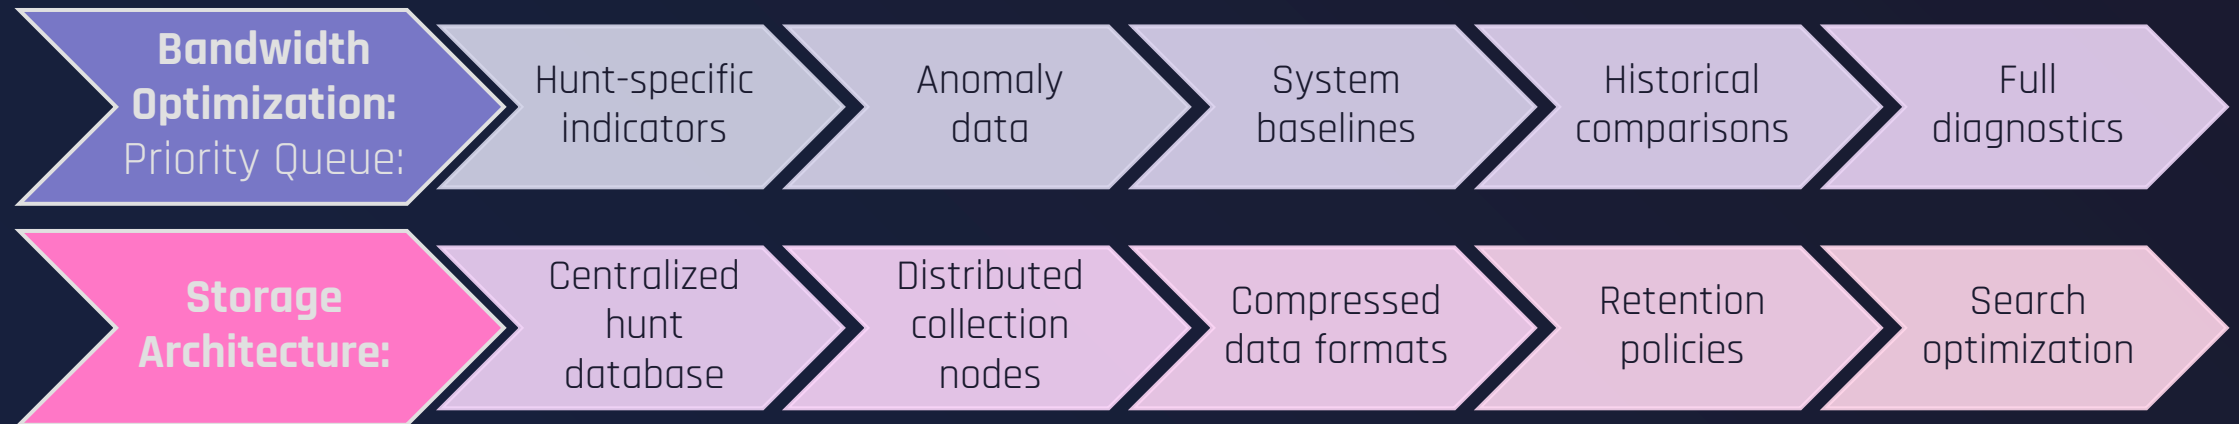 Bandwidth
Optimization:
Priority Queue:
Hunt-specific
indicators
Anomaly
data
System
baselines
Historical
comparisons
Full
diagnostics
Storage
Architecture:
Centralized
hunt
database
Distributed
collection
nodes
Compressed
data formats
Retention
policies
Search
optimization